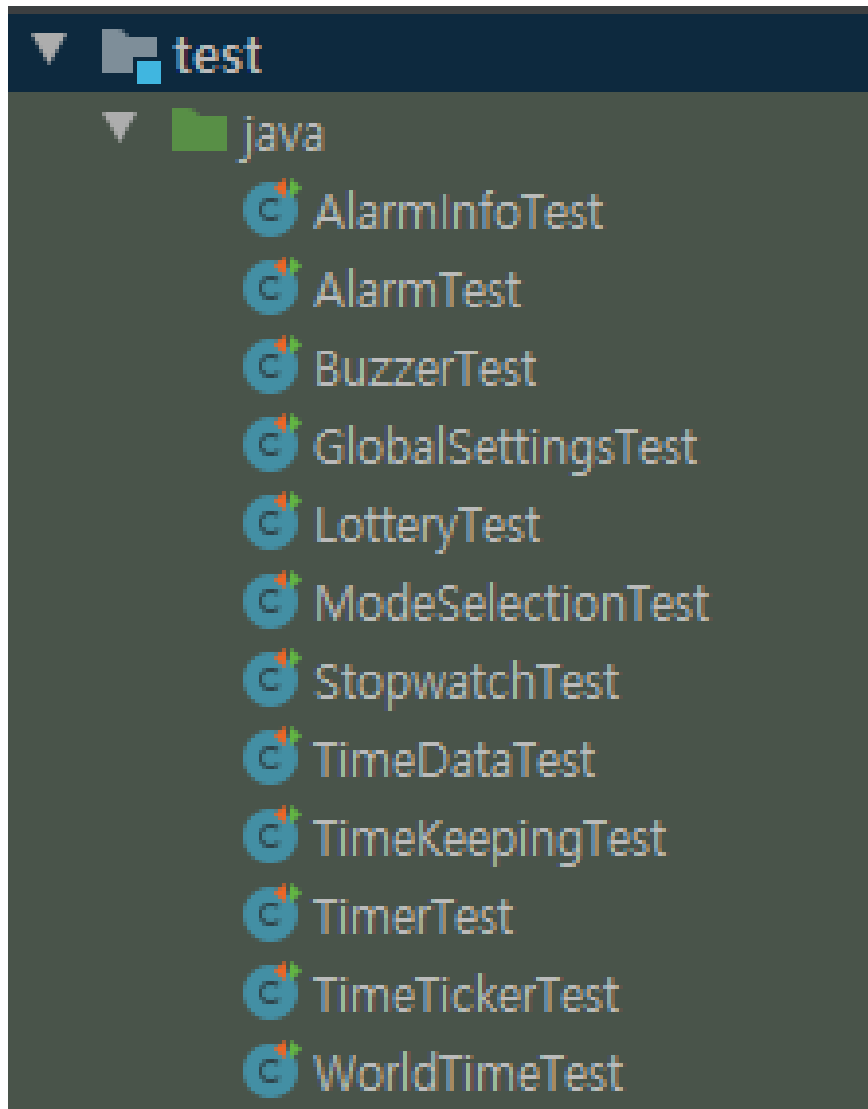 test
java
AlarmInfoTest
AlarmTest
BuzzerTest
GlobalSettingsTest
LotteryTest
ModeSelectionTest
StopwatchTest
TimeDataTest
TimeKeepingTest
TimerTest
TimeTickerTest
WorldTimeTest